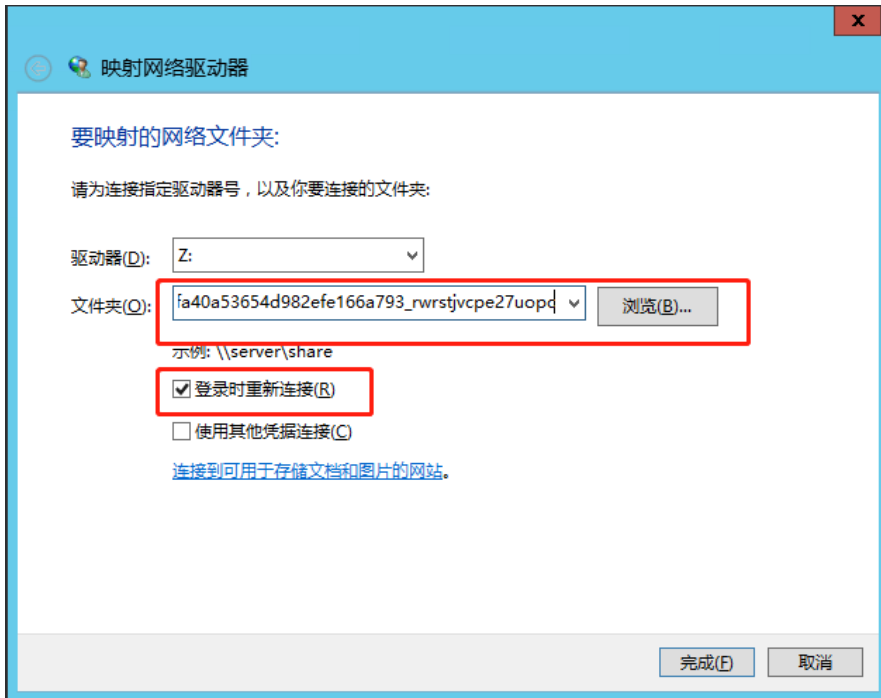 x
映射网络驱动器
要映射的网络文件夹:
请为连接指定驱动器号，以及你要连接的文件夹:
驱动器(D): Z:
文件夹(O): fa40a53654d982efe166a793_rwrstjvcpe27uopc 浏览(B)...
示例: \\server\share
登录时重新连接(R)
使用其他凭据连接(C)
连接到可用于存储文档和图片的网站。
完成(F) 取消